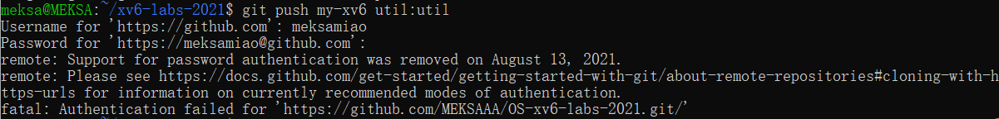 meksa@MEKSA:~/xv6-labs-2021$ git push my-xv6 util:util
Username for 'https://github.com': meksamiao
Password for 'https://meksamiao@github.com':
remote: Support for password authentication was removed on August 13, 2021.
remote: Please see https://docs.github.com/get-started/getting-started-with-git/about-remote-repositories#cloning-with-h
ttps-urls for information on currently recommended modes of authentication.
fatal: Authentication failed for 'https://github.com/MEKSAAA/OS-xv6-labs-2021.git/'